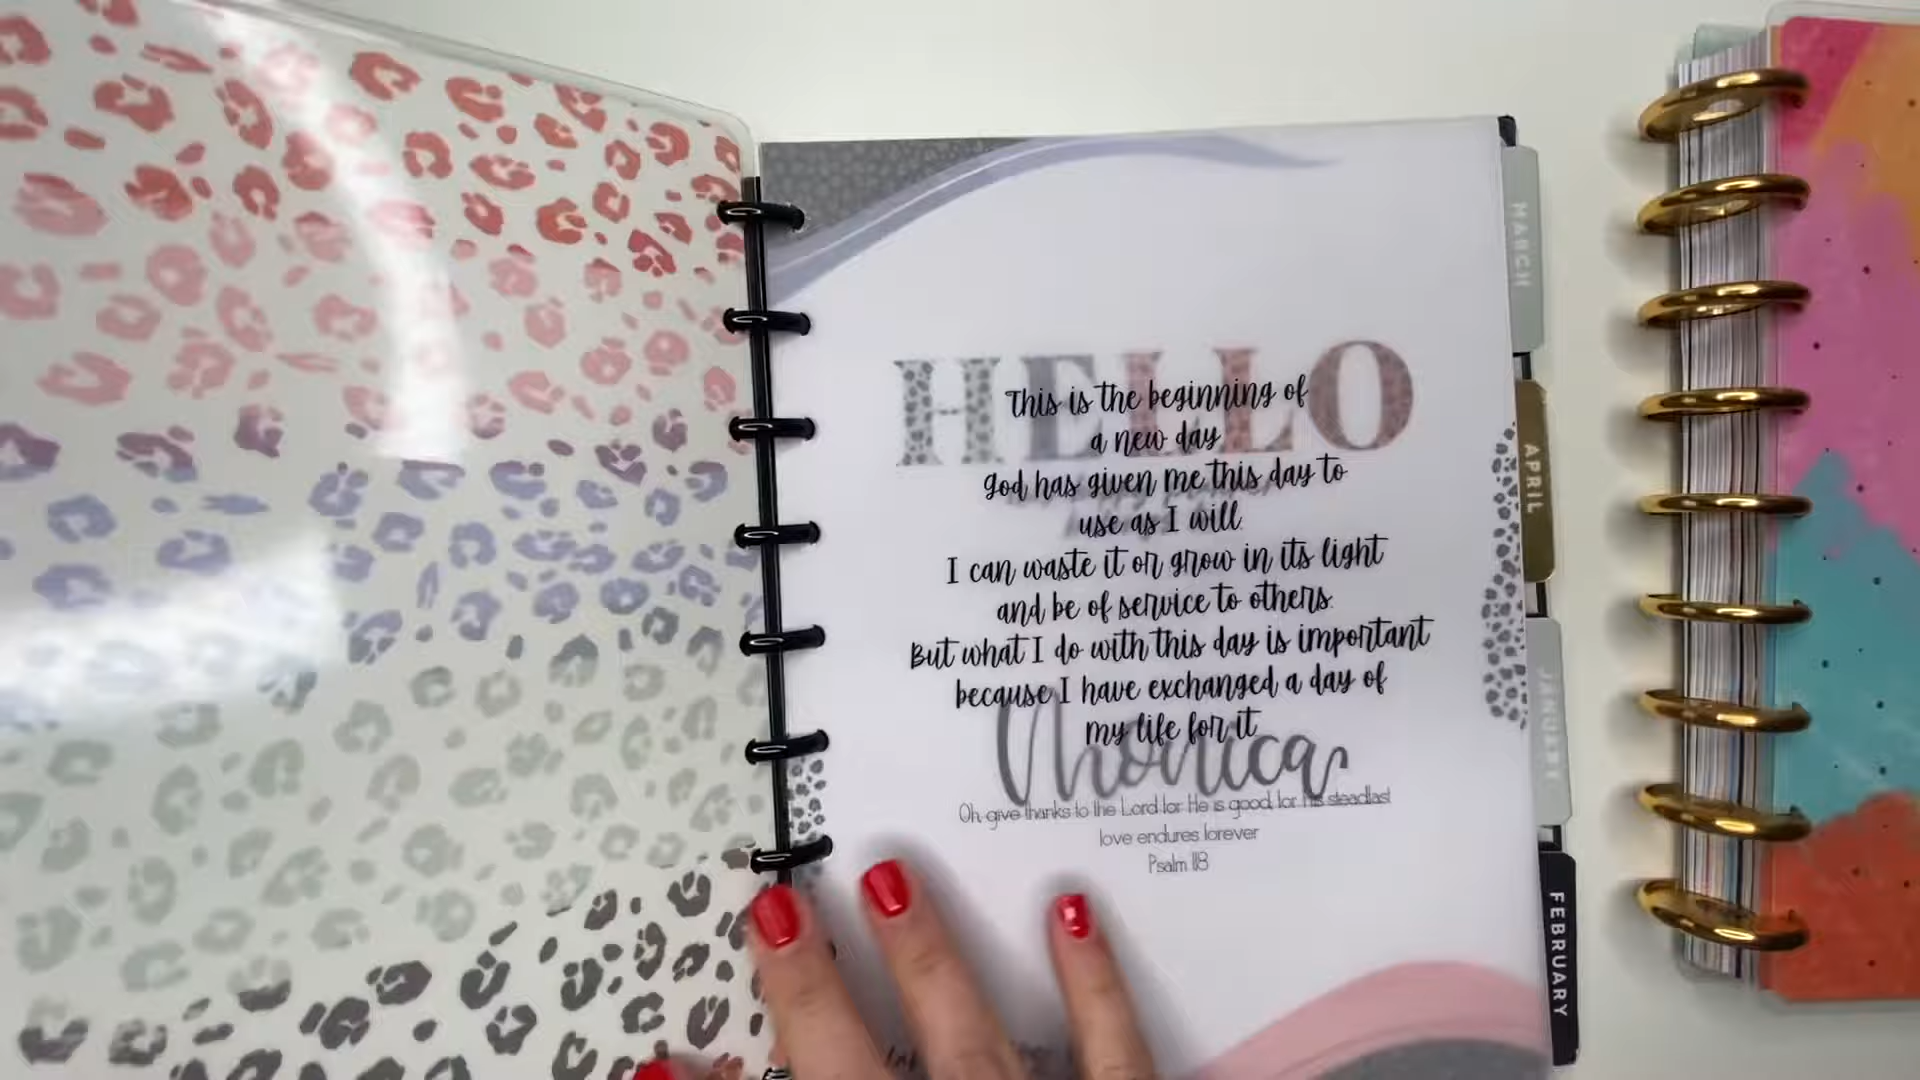 HELLO
This is the beginning of
a new day
God has given me this day to
use as I will.
I can waste it or grow in its light
and be of service to others.
But what I do with this day is important
because I have exchanged a day of
my life for it
Monica
Oh, give thanks to the Lord for He is good, for His steadfast
love endures forever
Psalm 118
MARCH
APRIL
JANUARY
FEBRUARY